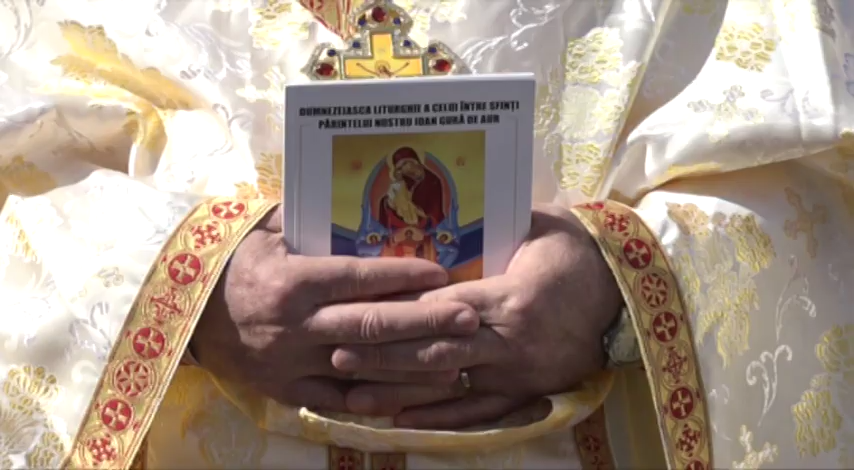 DUMNEZEIASCA LITURGHIE A CELUI ÎNTRE SFINȚI
PĂRINTELUI NOSTRU IOAN GURĂ DE AUR